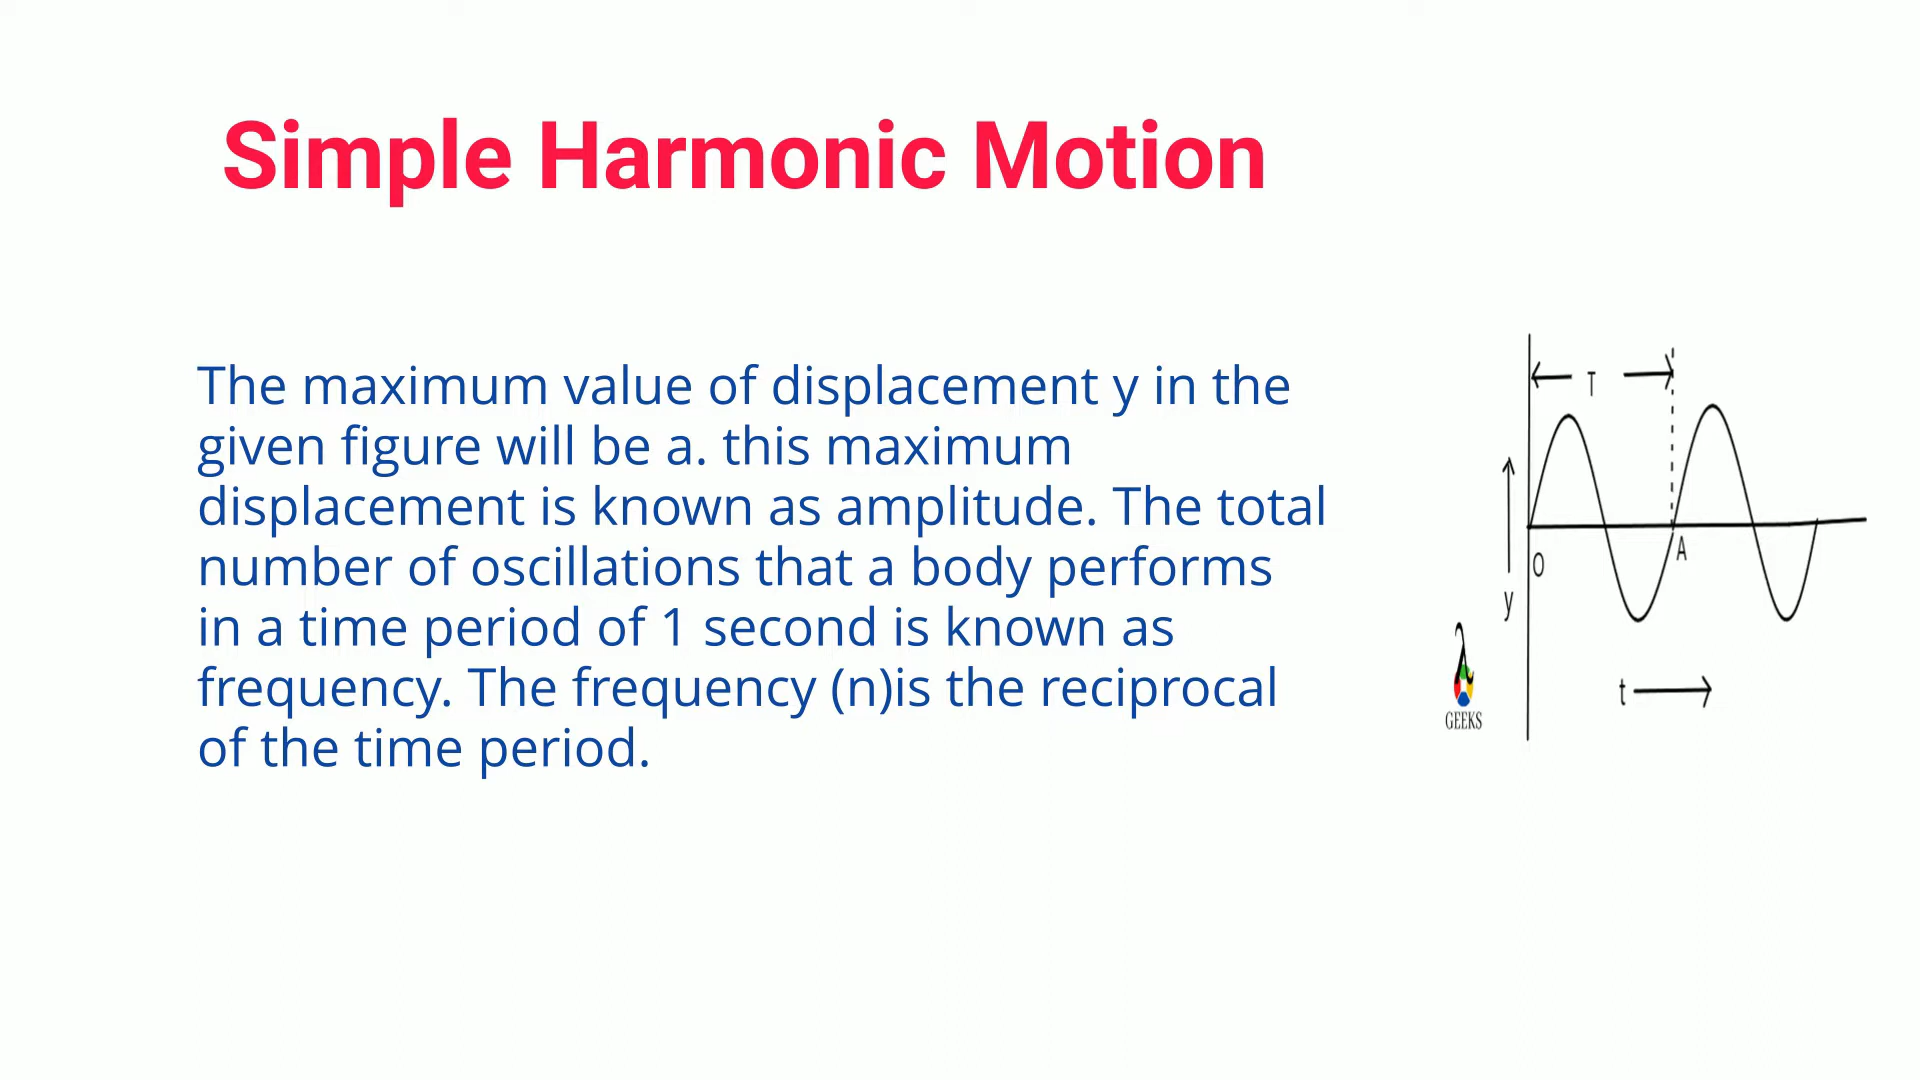 Simple Harmonic Motion
The maximum value of displacement y in the
given figure will be a. this maximum
displacement is known as amplitude. The total
number of oscillations that a body performs
in a time period of 1 second is known as
frequency. The frequency (n)is the reciprocal
of the time period.
T
A
O
y
t
λ
GEEKS